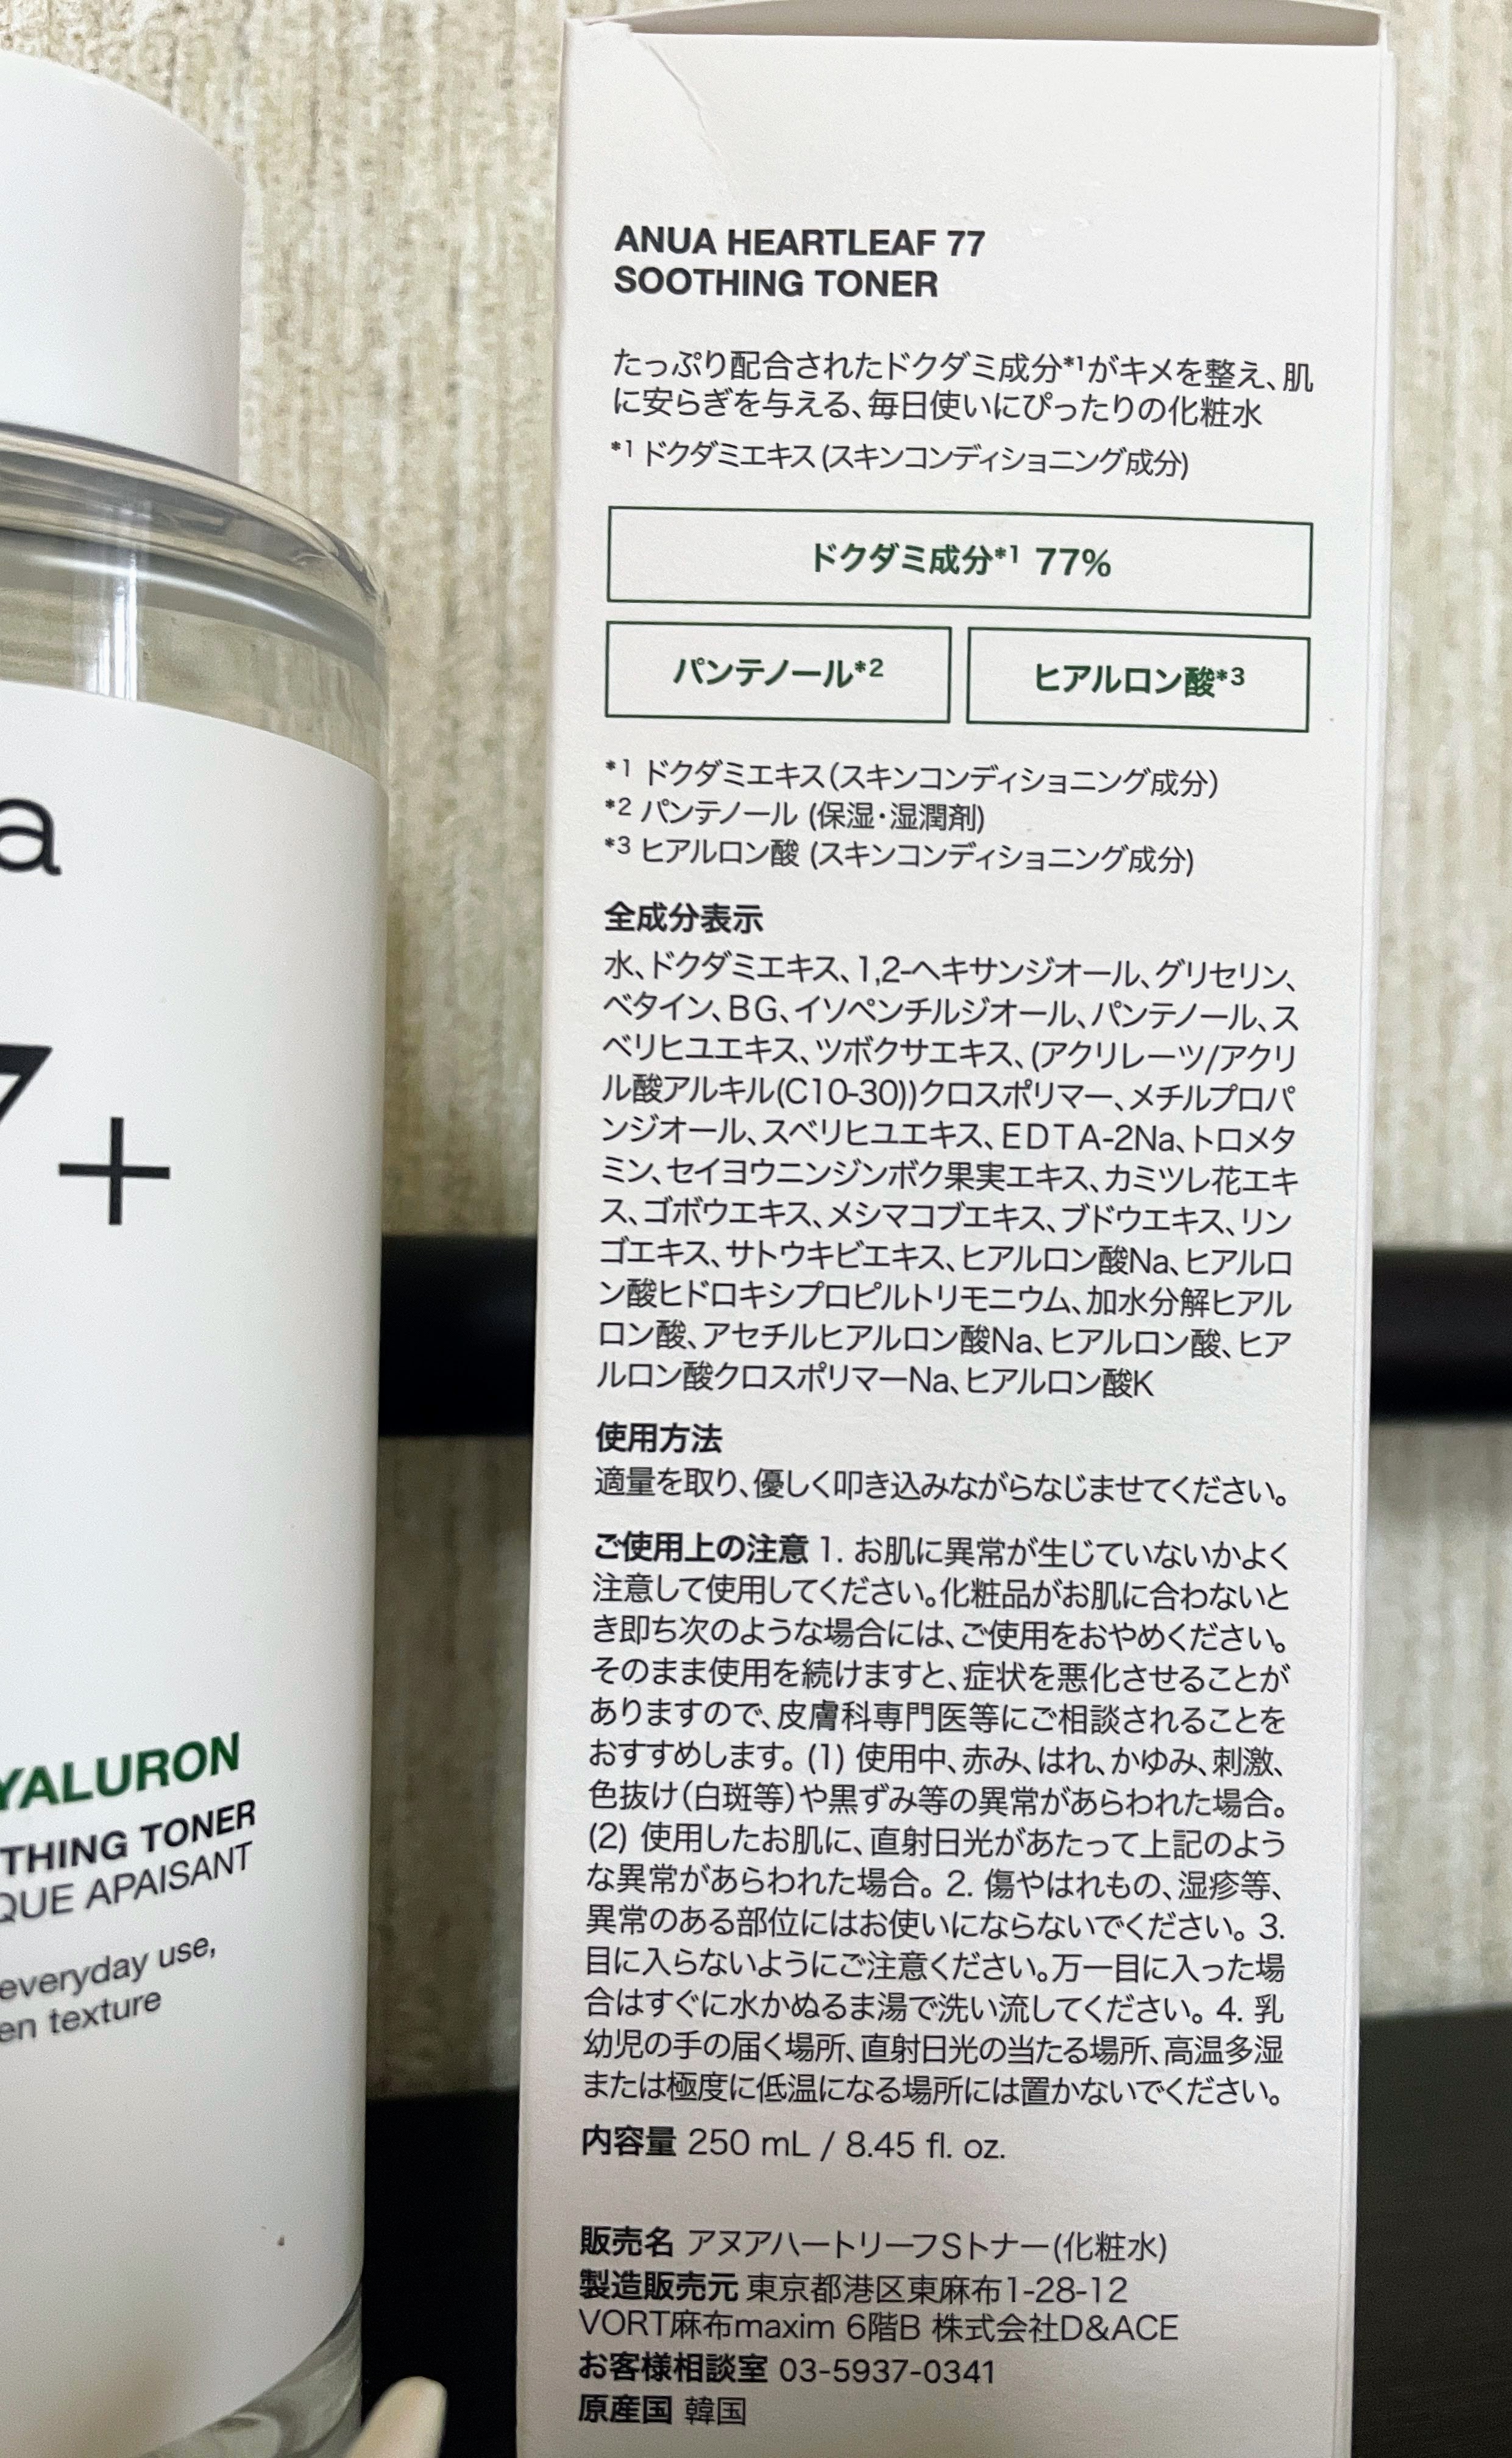 a
7+
YALURON
THING TONER
QUE APAISANT
everyday use,
en texture
ANUA HEARTLEAF 77
SOOTHING TONER
たっぷり配合されたドクダミ成分*1がキメを整え、肌
に安らぎを与える、毎日使いにぴったりの化粧水
*1 ドクダミエキス(スキンコンディショニング成分)
ドクダミ成分*1 77%
パンテノール*2
ヒアルロン酸*3
*1 ドクダミエキス(スキンコンディショニング成分)
*2 パンテノール (保湿・湿潤剤)
*3 ヒアルロン酸 (スキンコンディショニング成分)
全成分表示
水、ドクダミエキス、1,2-ヘキサンジオール、グリセリン、
ベタイン、BG、イソペンチルジオール、パンテノール、ス
ベリヒユエキス、ツボクサエキス、(アクリレーツ/アクリ
ル酸アルキル(C10-30))クロスポリマー、メチルプロパ
ンジオール、スベリヒユエキス、EDTA-2Na、トロメタ
ミン、セイヨウニンジンボク果実エキス、カミツレ花エキ
ス、ゴボウエキス、メシマコブエキス、ブドウエキス、リン
ゴエキス、サトウキビエキス、ヒアルロン酸Na、ヒアルロ
ン酸ヒドロキシプロピルトリモニウム、加水分解ヒアル
ロン酸、アセチルヒアルロン酸Na、ヒアルロン酸、ヒア
ルロン酸クロスポリマーNa、ヒアルロン酸K
使用方法
適量を取り、優しく叩き込みながらなじませてください。
ご使用上の注意 1. お肌に異常が生じていないかよく
注意して使用してください。化粧品がお肌に合わないと
き即ち次のような場合には、ご使用をおやめください。
そのまま使用を続けますと、症状を悪化させることが
ありますので、皮膚科専門医等にご相談されることを
おすすめします。(1) 使用中、赤み、はれ、かゆみ、刺激、
色抜け(白斑等)や黒ずみ等の異常があらわれた場合。
(2) 使用したお肌に、直射日光があたって上記のよう
な異常があらわれた場合。2. 傷やはれもの、湿疹等、
異常のある部位にはお使いにならないでください。3.
目に入らないようにご注意ください。万一目に入った場
合はすぐに水かぬるま湯で洗い流してください。4. 乳
幼児の手の届く場所、直射日光の当たる場所、高温多湿
または極度に低温になる場所には置かないでください。
内容量 250 mL / 8.45 fl. oz.
販売名 アヌアハートリーフSトナー(化粧水)
製造販売元 東京都港区東麻布1-28-12
VORT麻布maxim 6階B 株式会社D&ACE
お客様相談室 03-5937-0341
原産国 韓国